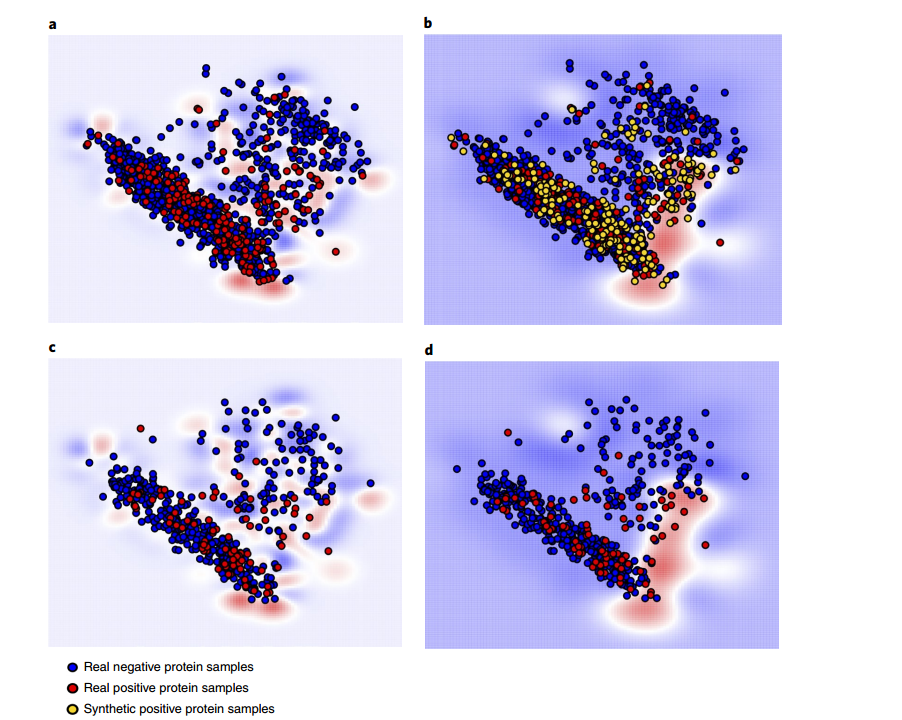 a
b
c
d
Real negative protein samples
Real positive protein samples
Synthetic positive protein samples